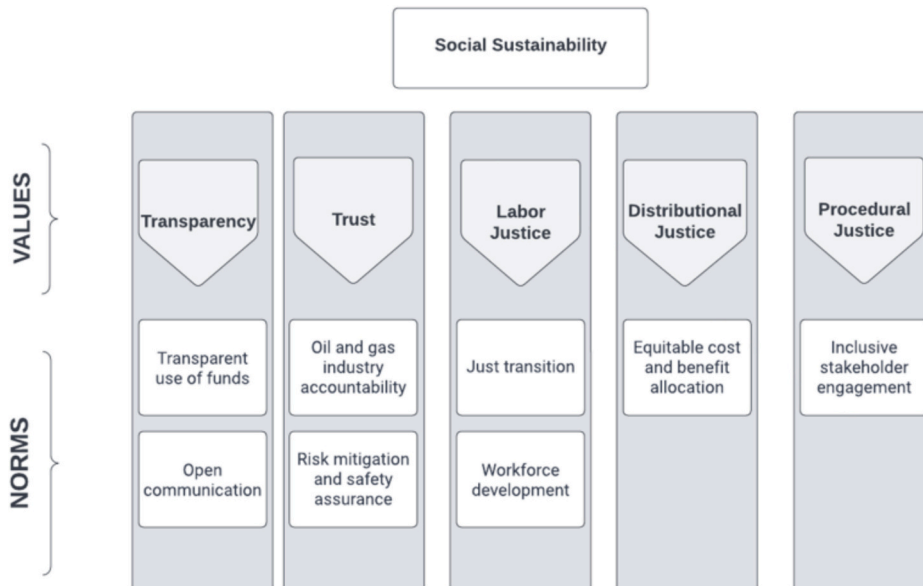 Social Sustainability
VALUES
Transparency
Trust
Labor
Justice
Distributional
Justice
Procedural
Justice
NORMS
Transparent
use of funds
Oil and gas
industry
accountability
Just transition
Equitable cost
and benefit
allocation
Inclusive
stakeholder
engagement
Open
communication
Risk mitigation
and safety
assurance
Workforce
development